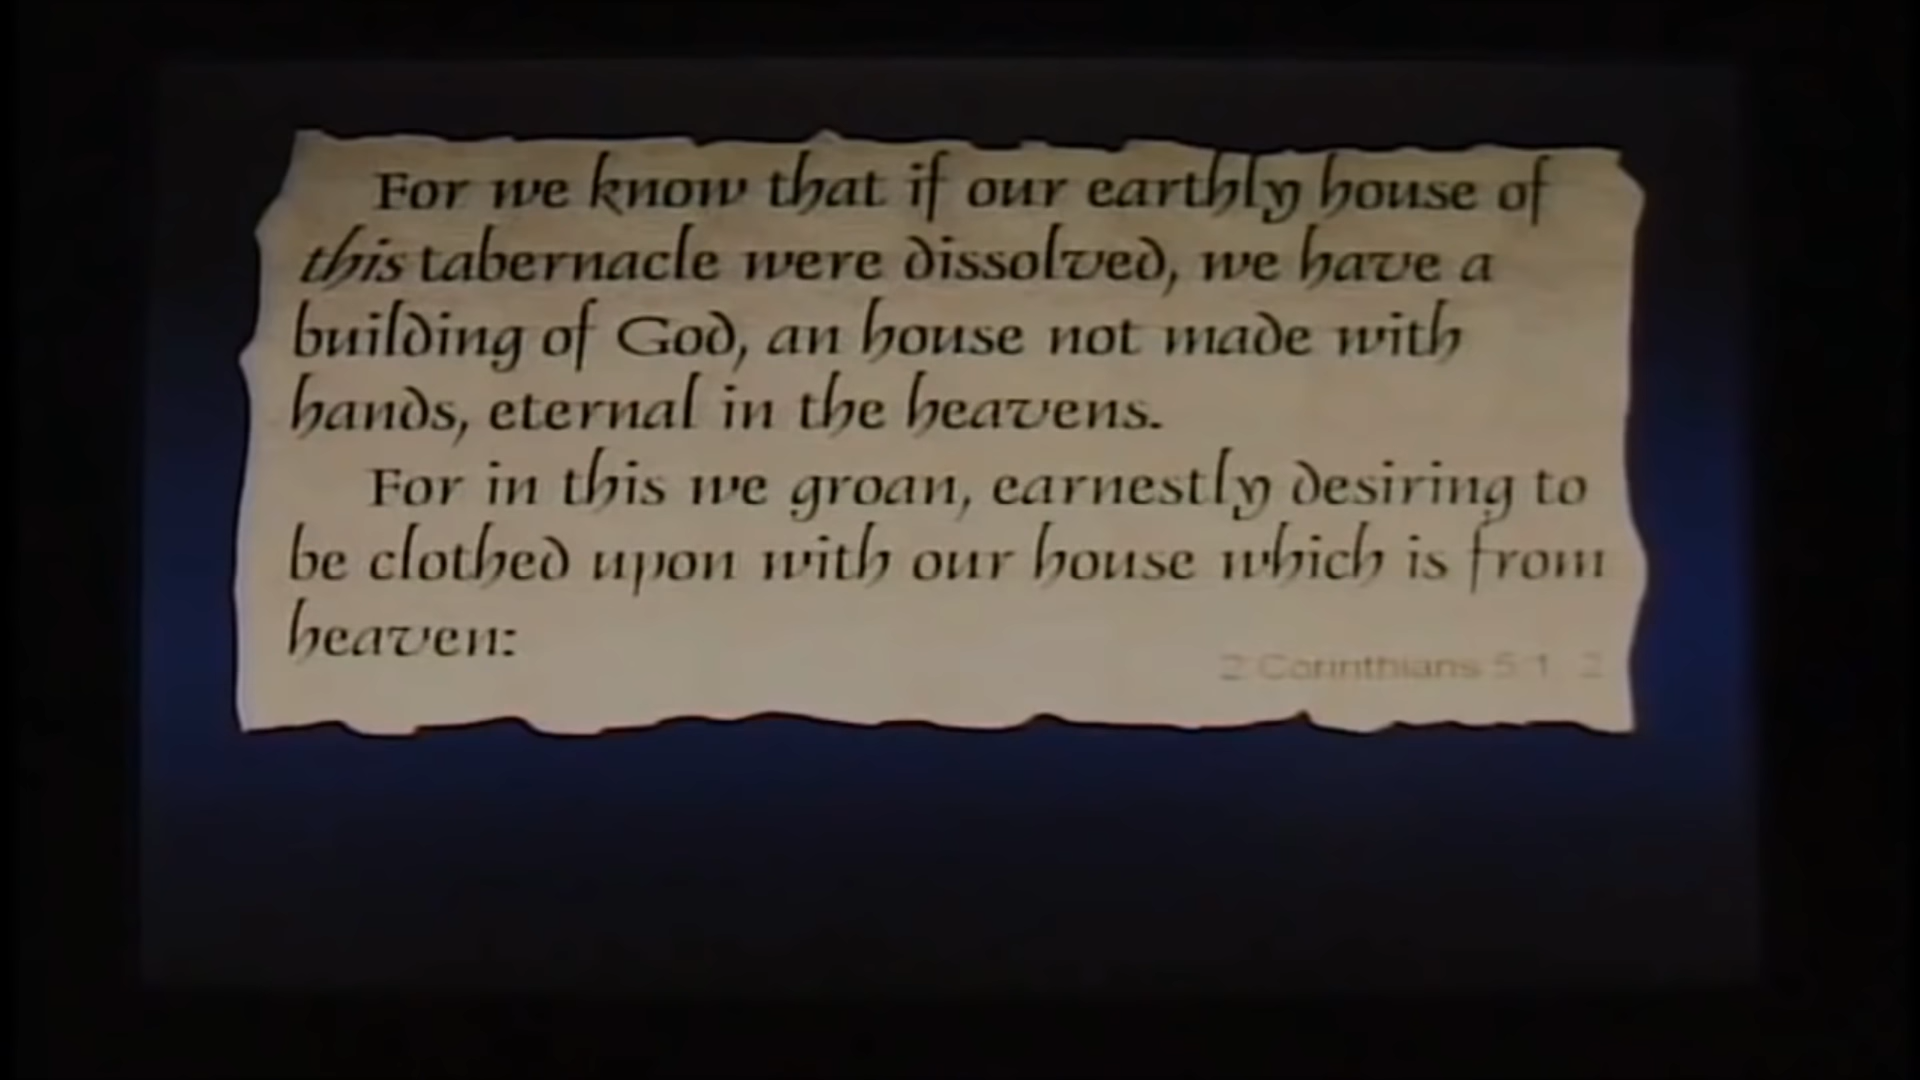 For we know that if our earthly house of
this tabernacle were dissolved, we have a
building of God, an house not made with
hands, eternal in the heavens.
For in this we groan, earnestly desiring to
be clothed upon with our house which is from
heaven:
2 Corinthians 5:1 2